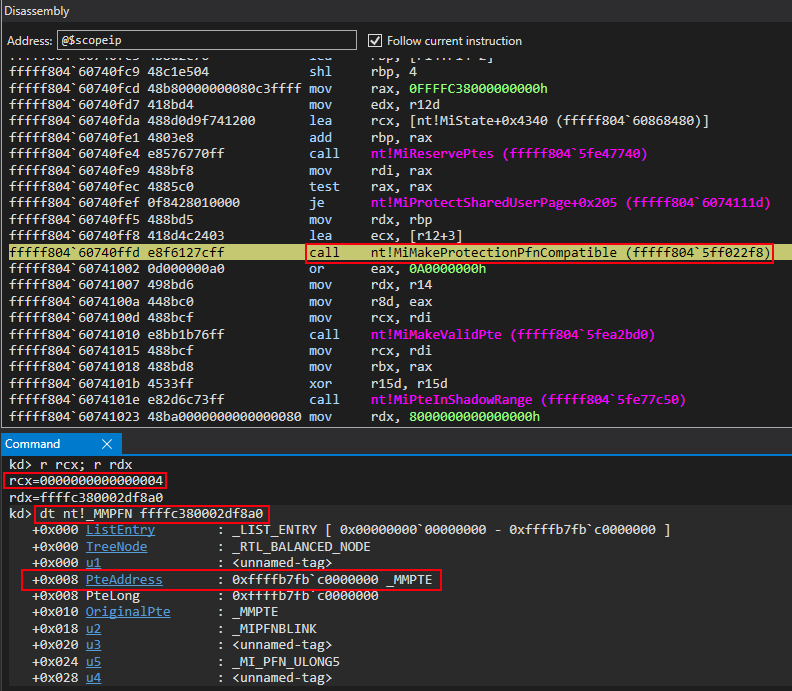 Disassembly
Address: @$scopeip Follow current instruction
fffff804`60740fc9 48c1e504 shl rbp, 4
fffff804`60740fcd 48b80000000080c3ffff mov rax, 0FFFFC38000000000h
fffff804`60740fd7 418bd4 mov edx, r12d
fffff804`60740fda 488d0d9f741200 lea rcx, [nt!MiState+0x4340 (fffff804`60868480)]
fffff804`60740fe1 4803e8 add rbp, rax
fffff804`60740fe4 e8576770ff call nt!MiReservePtes (fffff804`5fe47740)
fffff804`60740fe9 488bf8 mov rdi, rax
fffff804`60740fec 4885c0 test rax, rax
fffff804`60740fef 0f8428010000 je nt!MiProtectSharedUserPage+0x205 (fffff804`6074111d)
fffff804`60740ff5 488bd5 mov rdx, rbp
fffff804`60740ff8 418d4c2403 lea ecx, [r12+3]
fffff804`60740ffd e8f6127cff call nt!MiMakeProtectionPfnCompatible (fffff804`5ff022f8)
fffff804`60741002 0d000000a0 or eax, 0A0000000h
fffff804`60741007 498bd6 mov rdx, r14
fffff804`6074100a 448bc0 mov r8d, eax
fffff804`6074100d 488bcf mov rcx, rdi
fffff804`60741010 e8bb1b76ff call nt!MiMakeValidPte (fffff804`5fea2bd0)
fffff804`60741015 488bcf mov rcx, rdi
fffff804`60741018 488bd8 mov rbx, rax
fffff804`6074101b 4533ff xor r15d, r15d
fffff804`6074101e e82d6c73ff call nt!MiPteInShadowRange (fffff804`5fe77c50)
fffff804`60741023 48ba0000000000000080 mov rdx, 8000000000000000h
Command
kd> r rcx; r rdx
rcx=0000000000000004
rdx=ffffc380002df8a0
kd> dt nt!_MMPFN ffffc380002df8a0
+0x000 ListEntry : _LIST_ENTRY [ 0x00000000`00000000 - 0xffffb7fb`c0000000 ]
+0x000 TreeNode : _RTL_BALANCED_NODE
+0x000 u1 : <unnamed-tag>
+0x008 PteAddress : 0xffffb7fb`c0000000 _MMPTE
+0x008 PteLong : 0xffffb7fb`c0000000
+0x010 OriginalPte : _MMPTE
+0x018 u2 : _MIPFNBLINK
+0x020 u3 : <unnamed-tag>
+0x024 u5 : _MI_PFN_ULONG5
+0x028 u4 : <unnamed-tag>